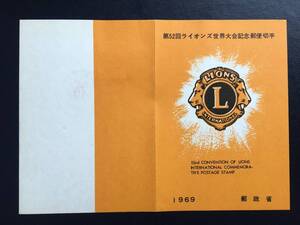 第52回ライオンズ世界大会記念郵便切手
LIONS
L
INTERNATIONAL
52nd CONVENTION OF LIONS
INTERNATIONAL COMMEMORA-
TIVE POSTAGE STAMP
1969 郵政省